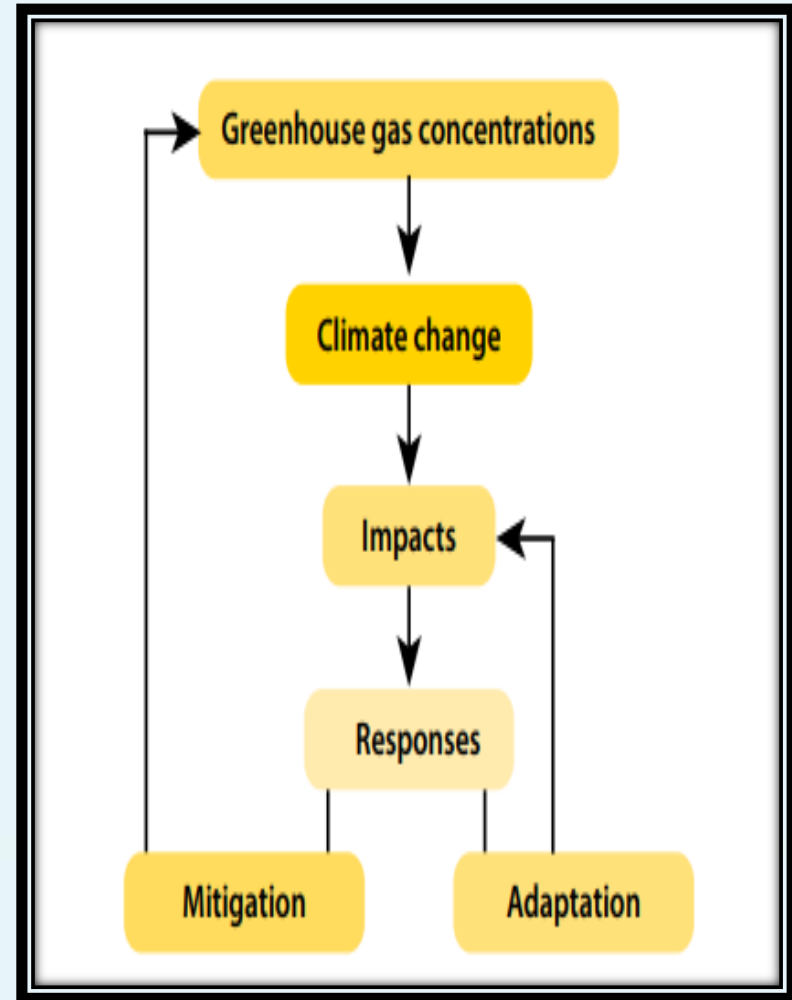 Greenhouse gas concentrations
Climate change
Impacts
Responses
Mitigation
Adaptation